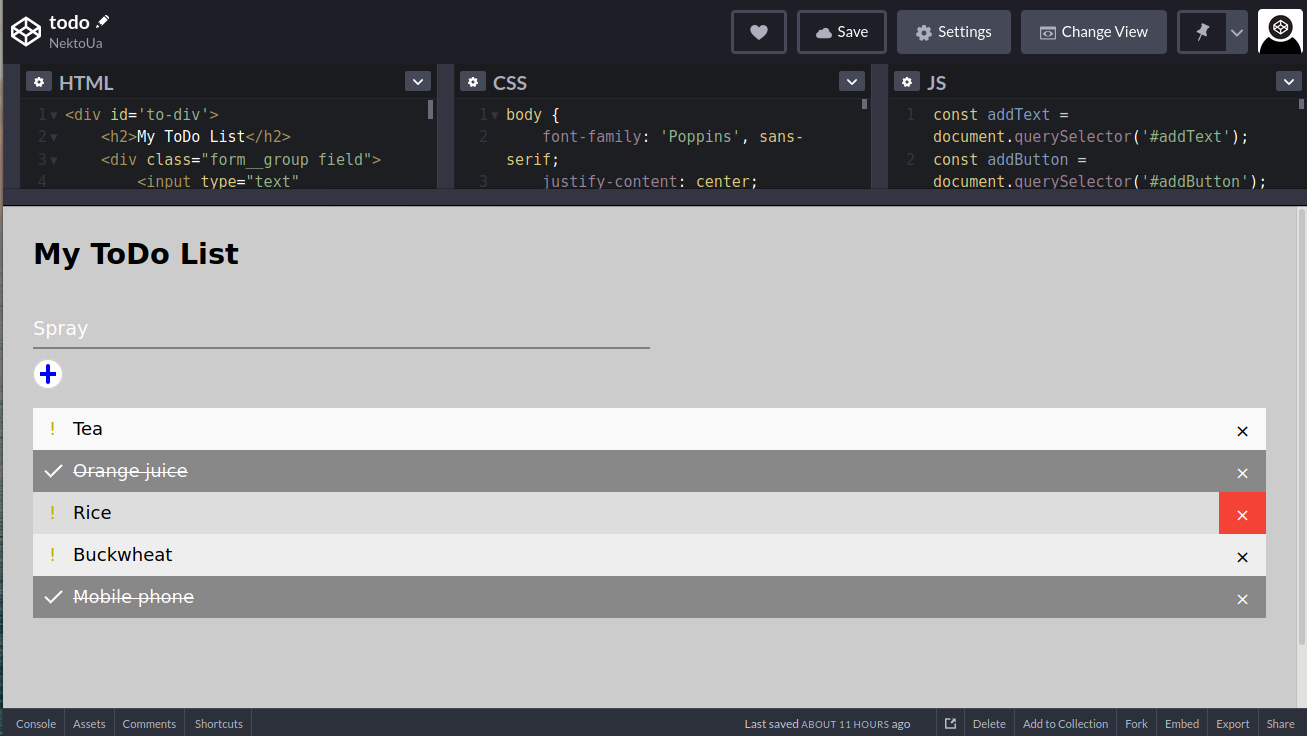 todo
NektoUa
Save
Settings
Change View
HTML
1 <div id='to-div'>
2 <h2>My ToDo List</h2>
3 <div class="form__group field">
4 <input type="text"
CSS
1 body {
2 font-family: 'Poppins', sans-
serif;
3 justify-content: center;
JS
1 const addText =
document.querySelector('#addText');
2 const addButton =
document.querySelector('#addButton');
My ToDo List
Spray
! Tea ×
✓ Orange juice ×
! Rice ×
! Buckwheat ×
✓ Mobile phone ×
Console Assets Comments Shortcuts
Last saved ABOUT 11 HOURS ago
Delete Add to Collection Fork Embed Export Share